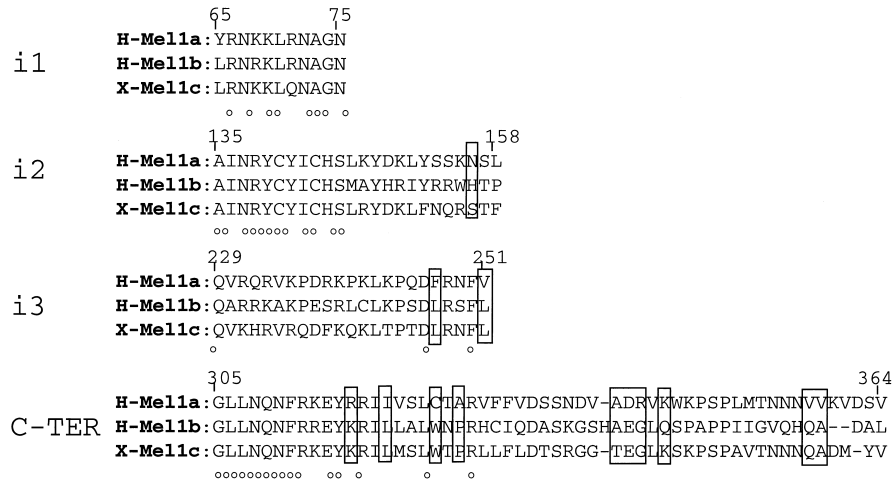 65 75
i1
H-Mel1a:YRNKKLRNAGN
H-Mel1b:LRNRKLRNAGN
X-Mel1c:LRNKKLQNAGN
135 158
i2
H-Mel1a:AINRYCYICHSLKYDKLYSSKNSL
H-Mel1b:AINRYCYICHSMAYHRIYRRWHTP
X-Mel1c:AINRYCYICHSLRYDKLFNQRSTF
229 251
i3
H-Mel1a:QVRQRVKPDRKPKLKPQDFRNFV
H-Mel1b:QARRKAKPESRLCLKPSDLRSFL
X-Mel1c:QVKHRVRQDFKQKLTPTDLRNFL
305 364
C-TER
H-Mel1a:GLLNQNFRKEYRRIIVSLCTARVFFVDSSNDV-ADRVKWKPSPLMTNNNVVKVDSV
H-Mel1b:GLLNQNFRREYKRILLALWNPRHCIQDASKGSHAEGLQSPAPPIIGVQHQA--DAL
X-Mel1c:GLLNQNFRKEYKRILMSLWTPRLLFLDTSRGG-TEGLKSKPSPAVTNNNQADM-YV